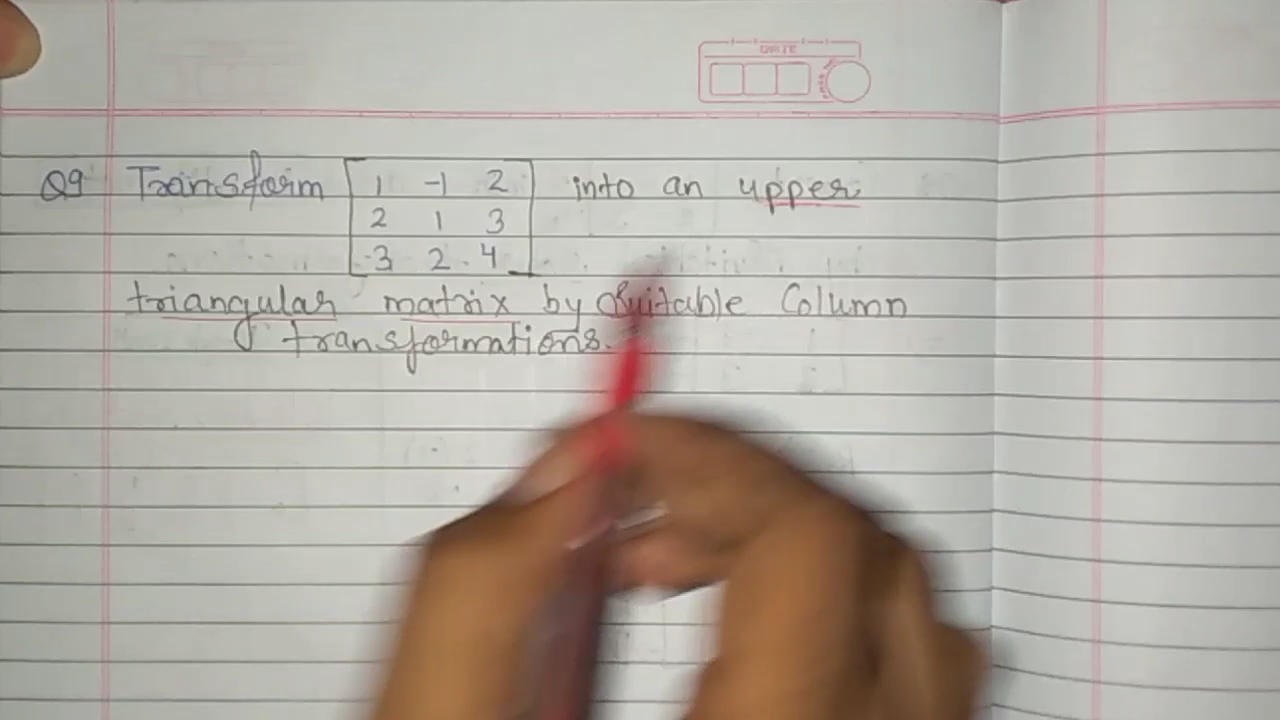 Q9 Transform [ 1 -1 2 ] into an upper
2 1 3
3 2 4
triangular matrix by Suitable Column
transformations.
DATE